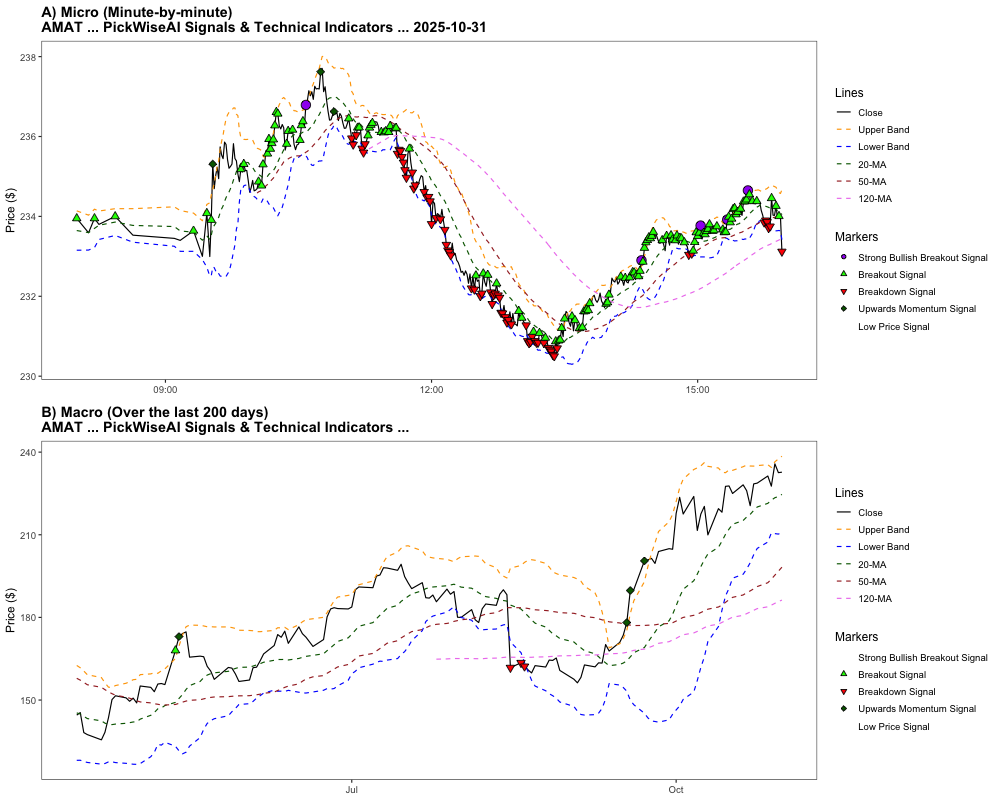 A) Micro (Minute-by-minute)
AMAT ... PickWiseAI Signals & Technical Indicators ... 2025-10-31
238
236
234
232
230
Price ($)
09:00
12:00
15:00
Lines
Close
Upper Band
Lower Band
20-MA
50-MA
120-MA
Markers
Strong Bullish Breakout Signal
Breakout Signal
Breakdown Signal
Upwards Momentum Signal
Low Price Signal
B) Macro (Over the last 200 days)
AMAT ... PickWiseAI Signals & Technical Indicators ...
240
210
180
150
Price ($)
Jul
Oct
Lines
Close
Upper Band
Lower Band
20-MA
50-MA
120-MA
Markers
Strong Bullish Breakout Signal
Breakout Signal
Breakdown Signal
Upwards Momentum Signal
Low Price Signal